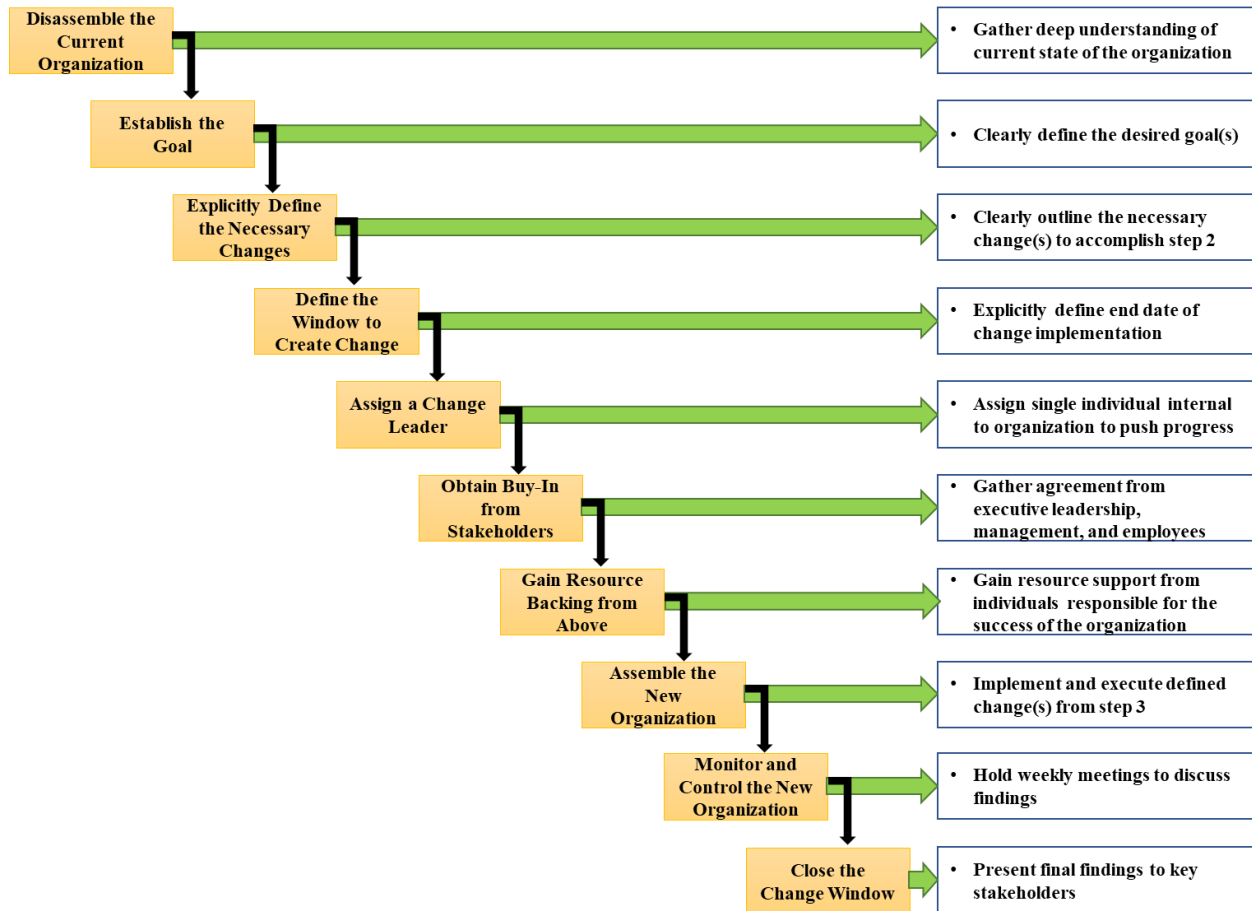 Disassemble the
Current
Organization
• Gather deep understanding of
current state of the organization
Establish the
Goal
• Clearly define the desired goal(s)
Explicitly Define
the Necessary
Changes
• Clearly outline the necessary
change(s) to accomplish step 2
Define the
Window to
Create Change
• Explicitly define end date of
change implementation
Assign a Change
Leader
• Assign single individual internal
to organization to push progress
Obtain Buy-In
from
Stakeholders
• Gather agreement from
executive leadership,
management, and employees
Gain Resource
Backing from
Above
• Gain resource support from
individuals responsible for the
success of the organization
Assemble the
New
Organization
• Implement and execute defined
change(s) from step 3
Monitor and
Control the New
Organization
• Hold weekly meetings to discuss
findings
Close the
Change Window
• Present final findings to key
stakeholders